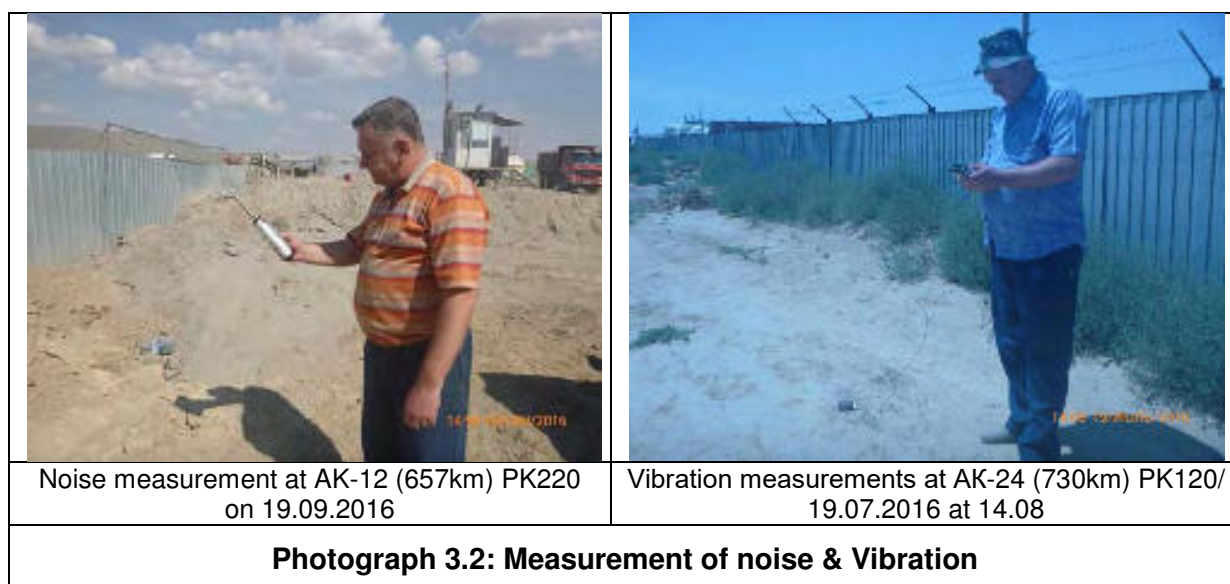 Noise measurement at AK-12 (657km) PK220
on 19.09.2016
Vibration measurements at AK-24 (730km) PK120/
19.07.2016 at 14.08
Photograph 3.2: Measurement of noise & Vibration